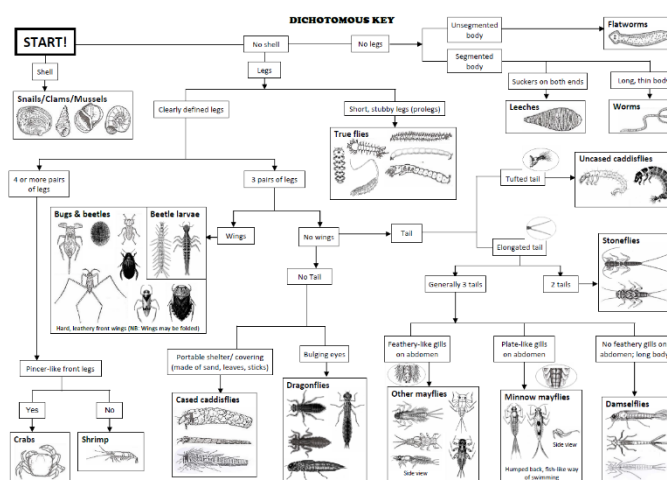 DICHOTOMOUS KEY
START!
No shell
No legs
Unsegmented
body
Flatworms
Segmented
body
Shell
Legs
Suckers on both ends
Long, thin body
Snails/Clams/Mussels
Clearly defined legs
Short, stubby legs (prolegs)
Leeches
Worms
True flies
4 or more pairs
of legs
3 pairs of legs
Tufted tail
Uncased caddisflies
Bugs & beetles
Beetle larvae
Wings
No wings
Tail
Elongated tail
Stoneflies
No Tail
Generally 3 tails
2 tails
Hard, leathery front wings (NB: Wings may be folded)
Pincer-like front legs
Portable shelter/ covering
(made of sand, leaves, sticks)
Bulging eyes
Feathery-like gills
on abdomen
Plate-like gills
on abdomen
No feathery gills on
abdomen; long body
Yes
No
Cased caddisflies
Dragonflies
Other mayflies
Minnow mayflies
Damselflies
Crabs
Shrimp
Side view
Side view
Humped back, fish-like way
of swimming